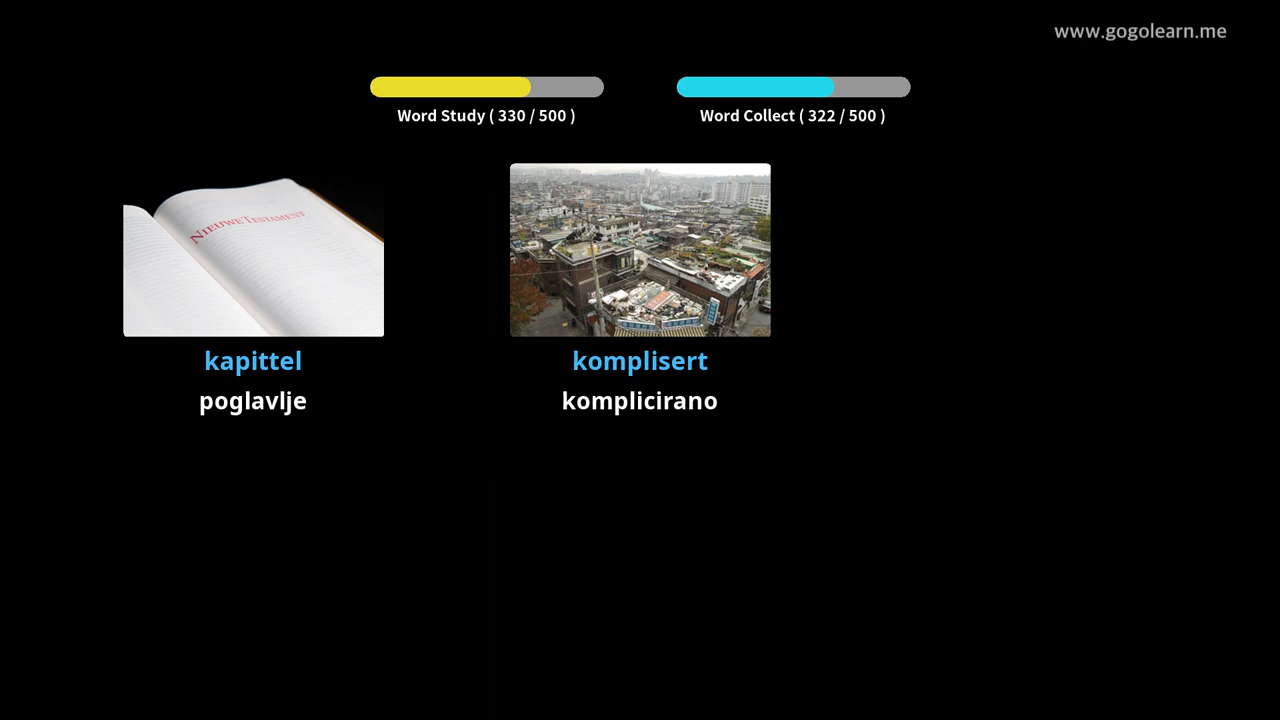 www.gogolearn.me
Word Study ( 330 / 500 )
Word Collect ( 322 / 500 )
NIEUWE TESTAMENT
kapittel
komplisert
poglavlje
komplicirano